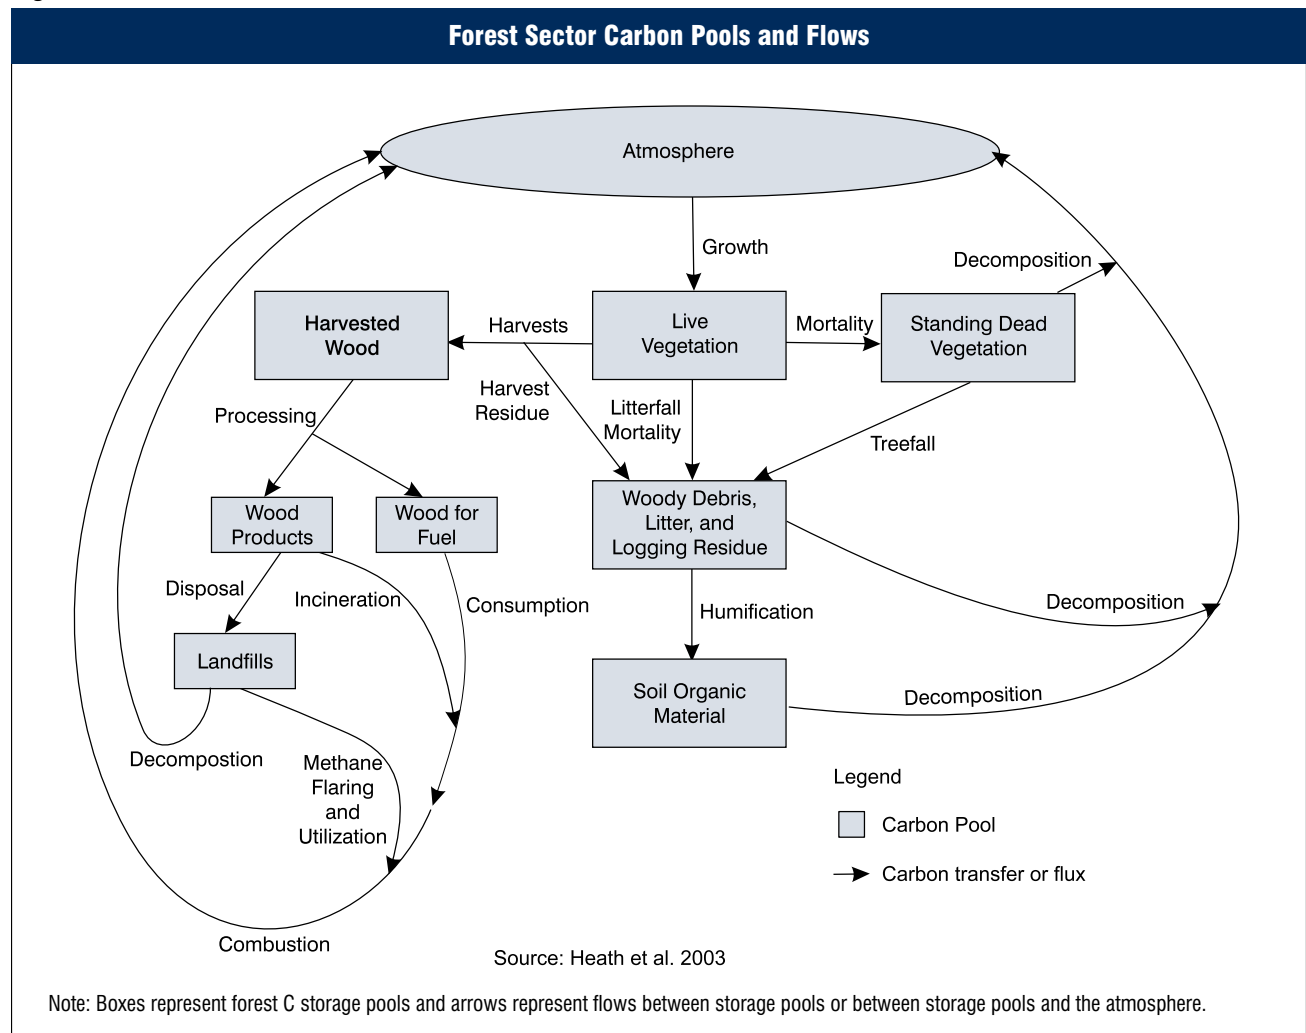 Forest Sector Carbon Pools and Flows
Atmosphere
Growth
Decomposition
Harvested
Wood
Harvests
Live
Vegetation
Mortality
Standing Dead
Vegetation
Harvest
Residue
Litterfall
Mortality
Processing
Treefall
Wood
Products
Wood for
Fuel
Woody Debris,
Litter, and
Logging Residue
Disposal
Incineration
Consumption
Humification
Decomposition
Landfills
Soil Organic
Material
Decomposition
Decompostion
Methane
Flaring
and
Utilization
Legend
Carbon Pool
Carbon transfer or flux
Combustion
Source: Heath et al. 2003
Note: Boxes represent forest C storage pools and arrows represent flows between storage pools or between storage pools and the atmosphere.